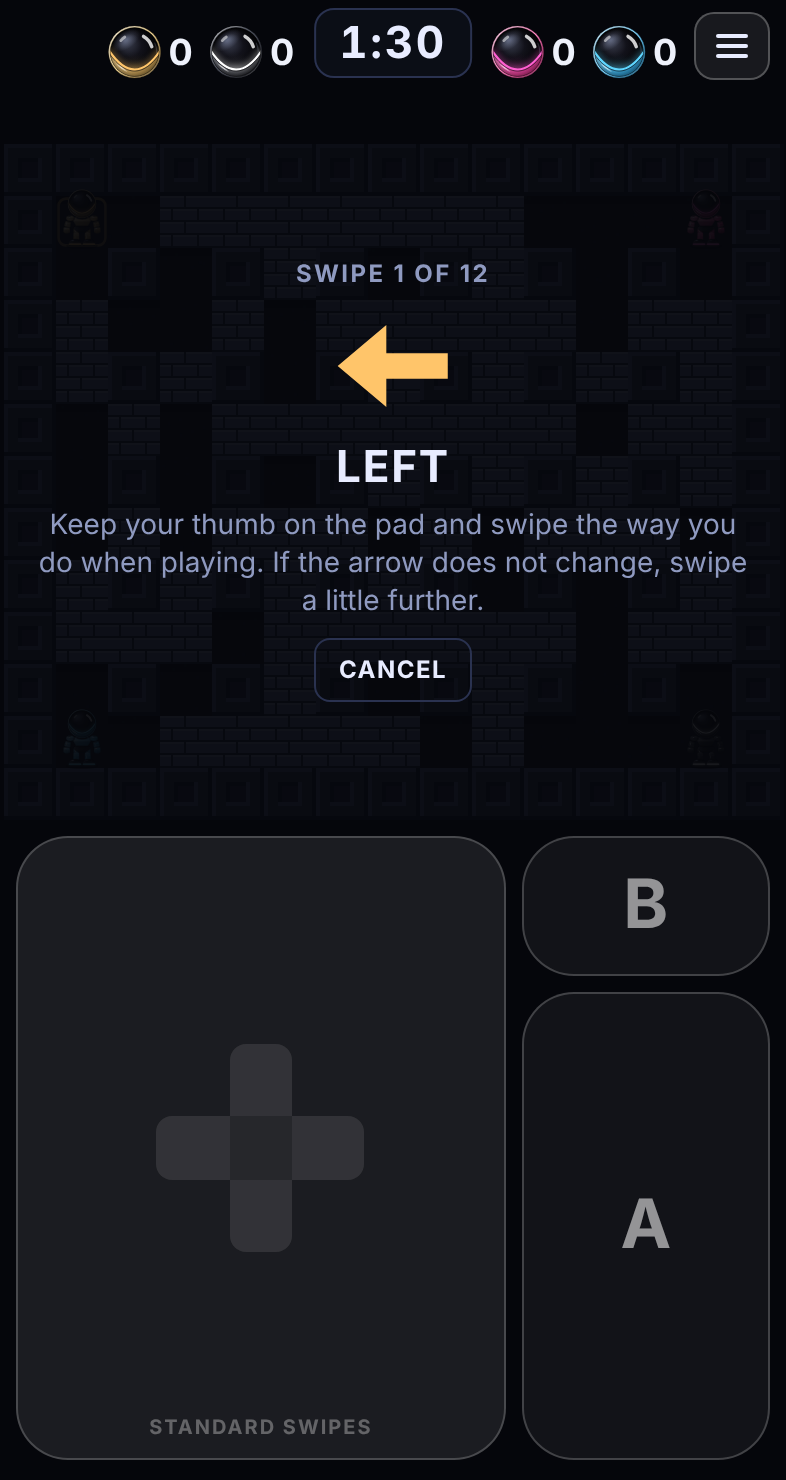 0 0 1:30 0 0
SWIPE 1 OF 12
LEFT
Keep your thumb on the pad and swipe the way you
do when playing. If the arrow does not change, swipe
a little further.
CANCEL
B
A
STANDARD SWIPES